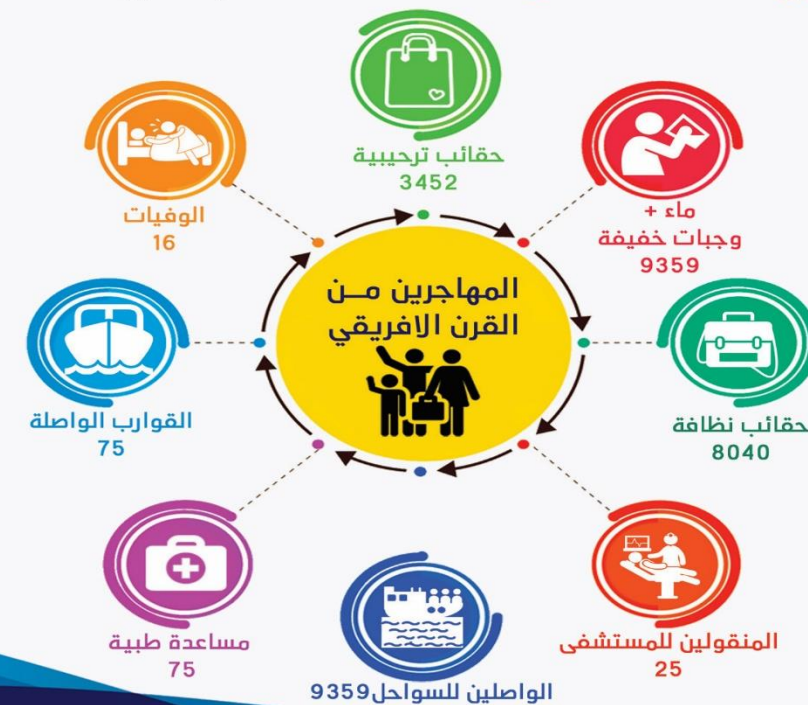 حقائب ترحيبية
3452
ماء +
وجبات خفيفة
9359
حقائب نظافة
8040
المنقولين للمستشفى
25
الواصلين للسواحل9359
مساعدة طبية
75
القوارب الواصلة
75
الوفيات
16
المهاجرين مــن
القرن الافريقي